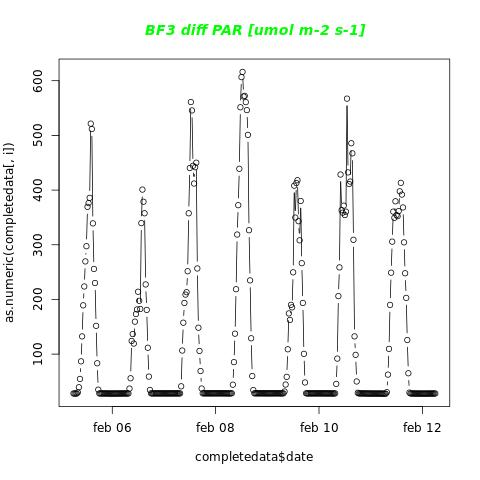 BF3 diff PAR [umol m-2 s-1]
as.numeric(completedata[, i])
600
500
400
300
200
100
feb 06
feb 08
feb 10
feb 12
completedata$date